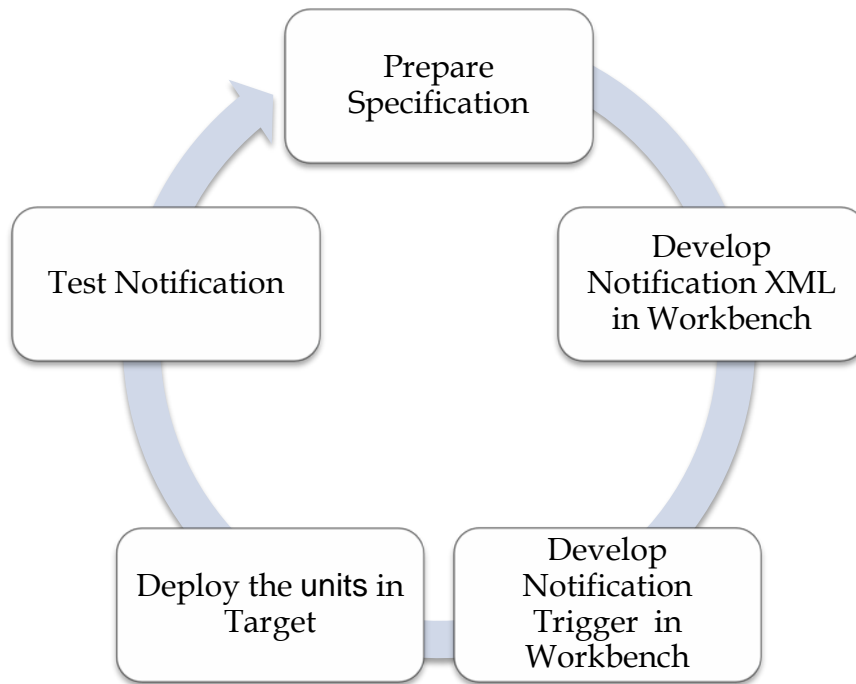 Prepare
Specification
Develop
Notification XML
in Workbench
Develop
Notification
Trigger  in
Workbench
Deploy the units in
Target
Test Notification